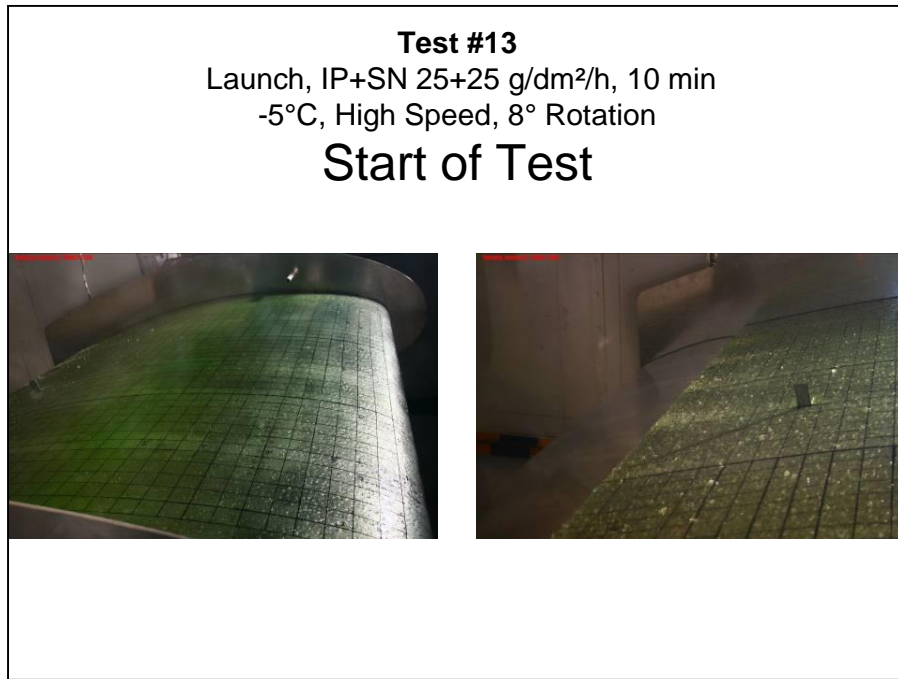 Test #13
Launch, IP+SN 25+25 g/dm²/h, 10 min
-5°C, High Speed, 8° Rotation
Start of Test